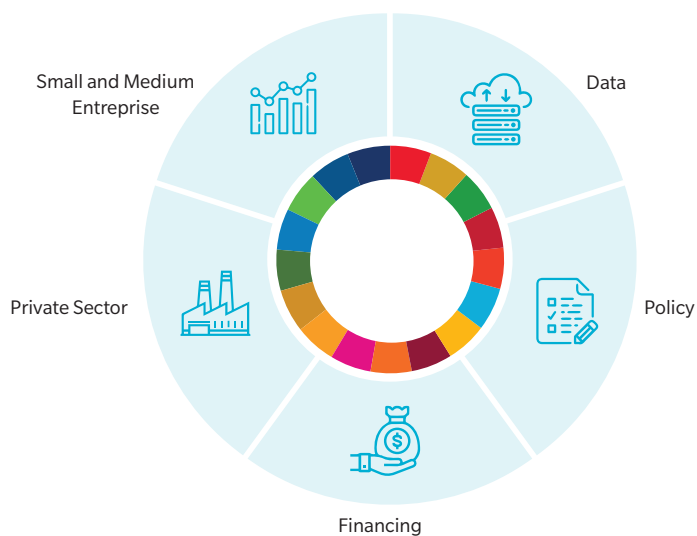 Small and Medium
Entreprise
Data
Private Sector
Policy
$
Financing